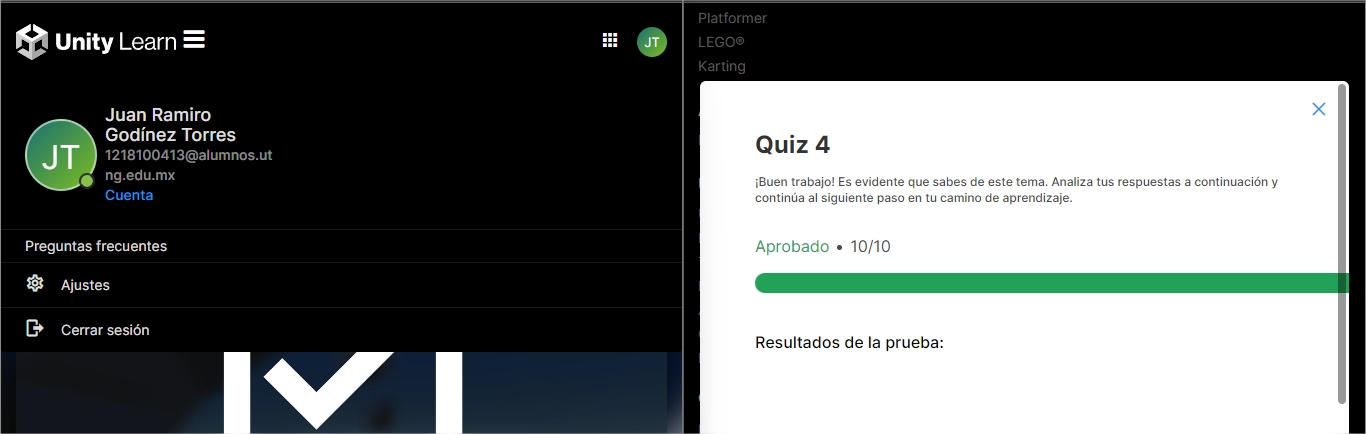 Unity Learn
JT
Juan Ramiro
Godínez Torres
JT
1218100413@alumnos.ut
ng.edu.mx
Cuenta
Preguntas frecuentes
Ajustes
Cerrar sesión
Platformer
LEGO®
Karting
Quiz 4
¡Buen trabajo! Es evidente que sabes de este tema. Analiza tus respuestas a continuación y
continúa al siguiente paso en tu camino de aprendizaje.
Aprobado • 10/10
Resultados de la prueba: